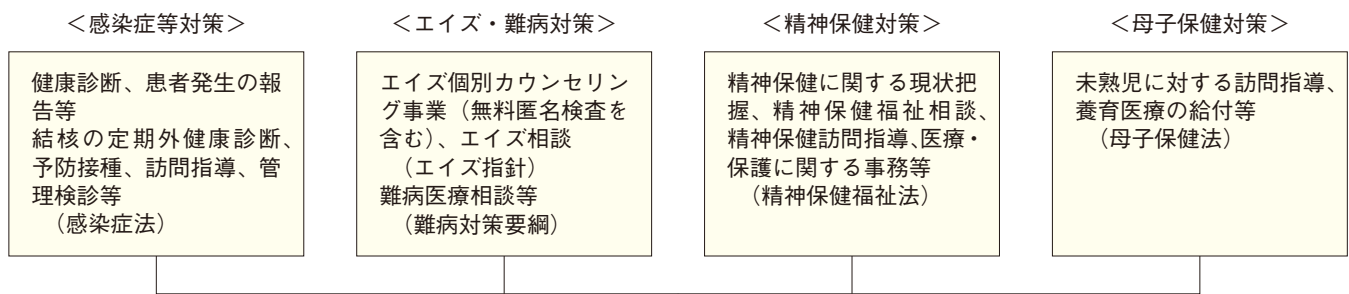 <感染症等対策>
健康診断、患者発生の報
告等
結核の定期外健康診断、
予防接種、訪問指導、管
理検診等
(感染症法)
<エイズ・難病対策>
エイズ個別カウンセリン
グ事業(無料匿名検査を
含む)、エイズ相談
(エイズ指針)
難病医療相談等
(難病対策要綱)
<精神保健対策>
精神保健に関する現状把
握、精神保健福祉相談、
精神保健訪問指導、医療・
保護に関する事務等
(精神保健福祉法)
<母子保健対策>
未熟児に対する訪問指導、
養育医療の給付等
(母子保健法)